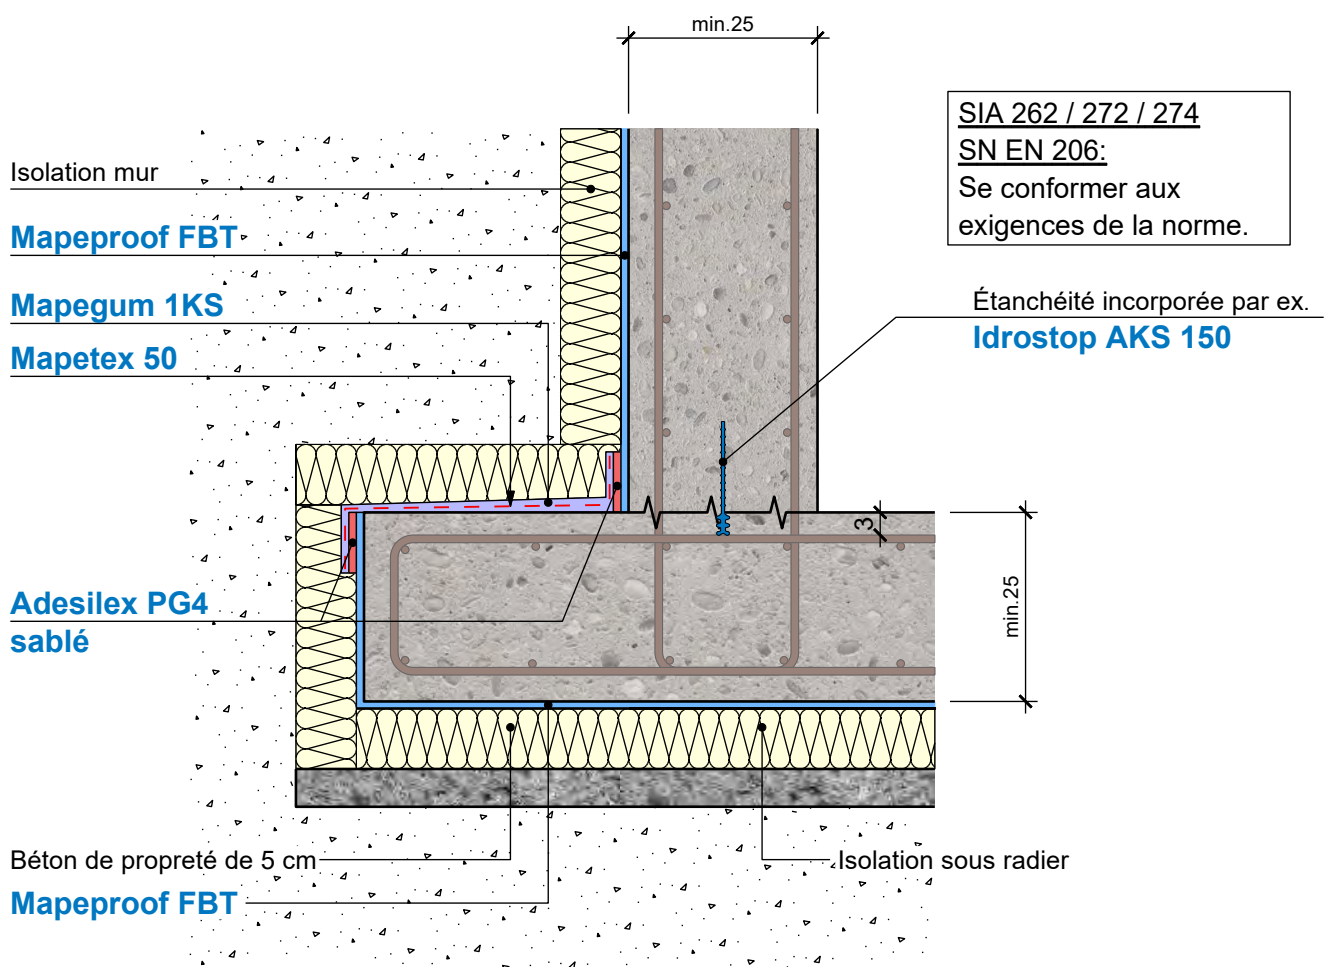 min.25
SIA 262 / 272 / 274
SN EN 206:
Se conformer aux
exigences de la norme.
Isolation mur
Mapeproof FBT
Mapegum 1KS
Mapetex 50
Étanchéité incorporée par ex.
Idrostop AKS 150
3
min.25
Adesilex PG4
sablé
Béton de propreté de 5 cm
Isolation sous radier
Mapeproof FBT